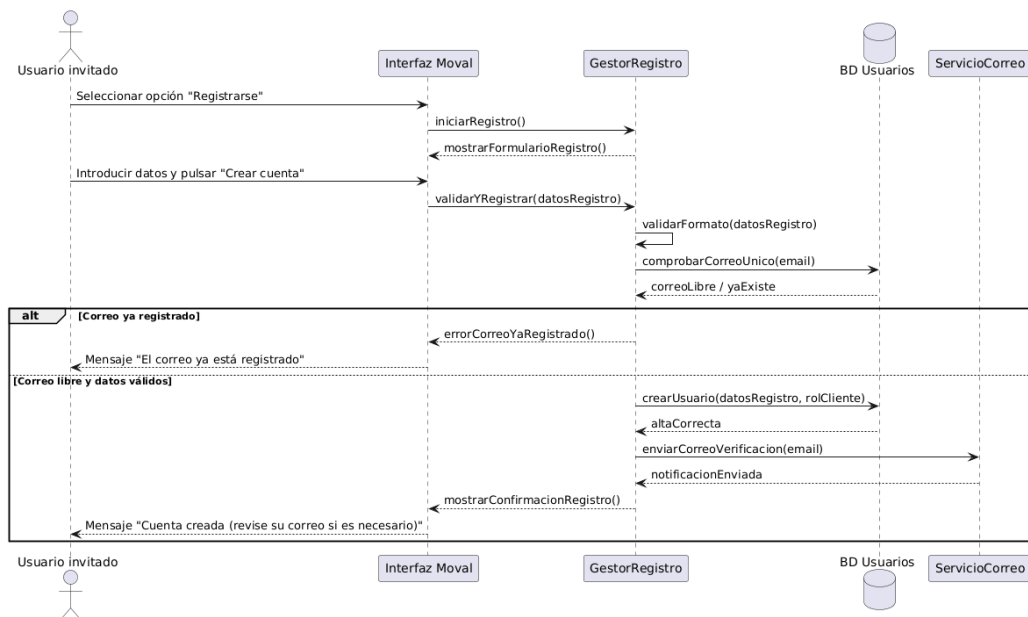 Usuario invitado
Interfaz Moval
GestorRegistro
BD Usuarios
ServicioCorreo
Seleccionar opción "Registrarse"
iniciarRegistro()
mostrarFormularioRegistro()
Introducir datos y pulsar "Crear cuenta"
validarYRegistrar(datosRegistro)
validarFormato(datosRegistro)
comprobarCorreoUnico(email)
correoLibre / yaExiste
alt [Correo ya registrado]
errorCorreoYaRegistrado()
Mensaje "El correo ya está registrado"
[Correo libre y datos válidos]
crearUsuario(datosRegistro, rolCliente)
altaCorrecta
enviarCorreoVerificacion(email)
notificacionEnviada
mostrarConfirmacionRegistro()
Mensaje "Cuenta creada (revise su correo si es necesario)"
Usuario invitado
Interfaz Moval
GestorRegistro
BD Usuarios
ServicioCorreo